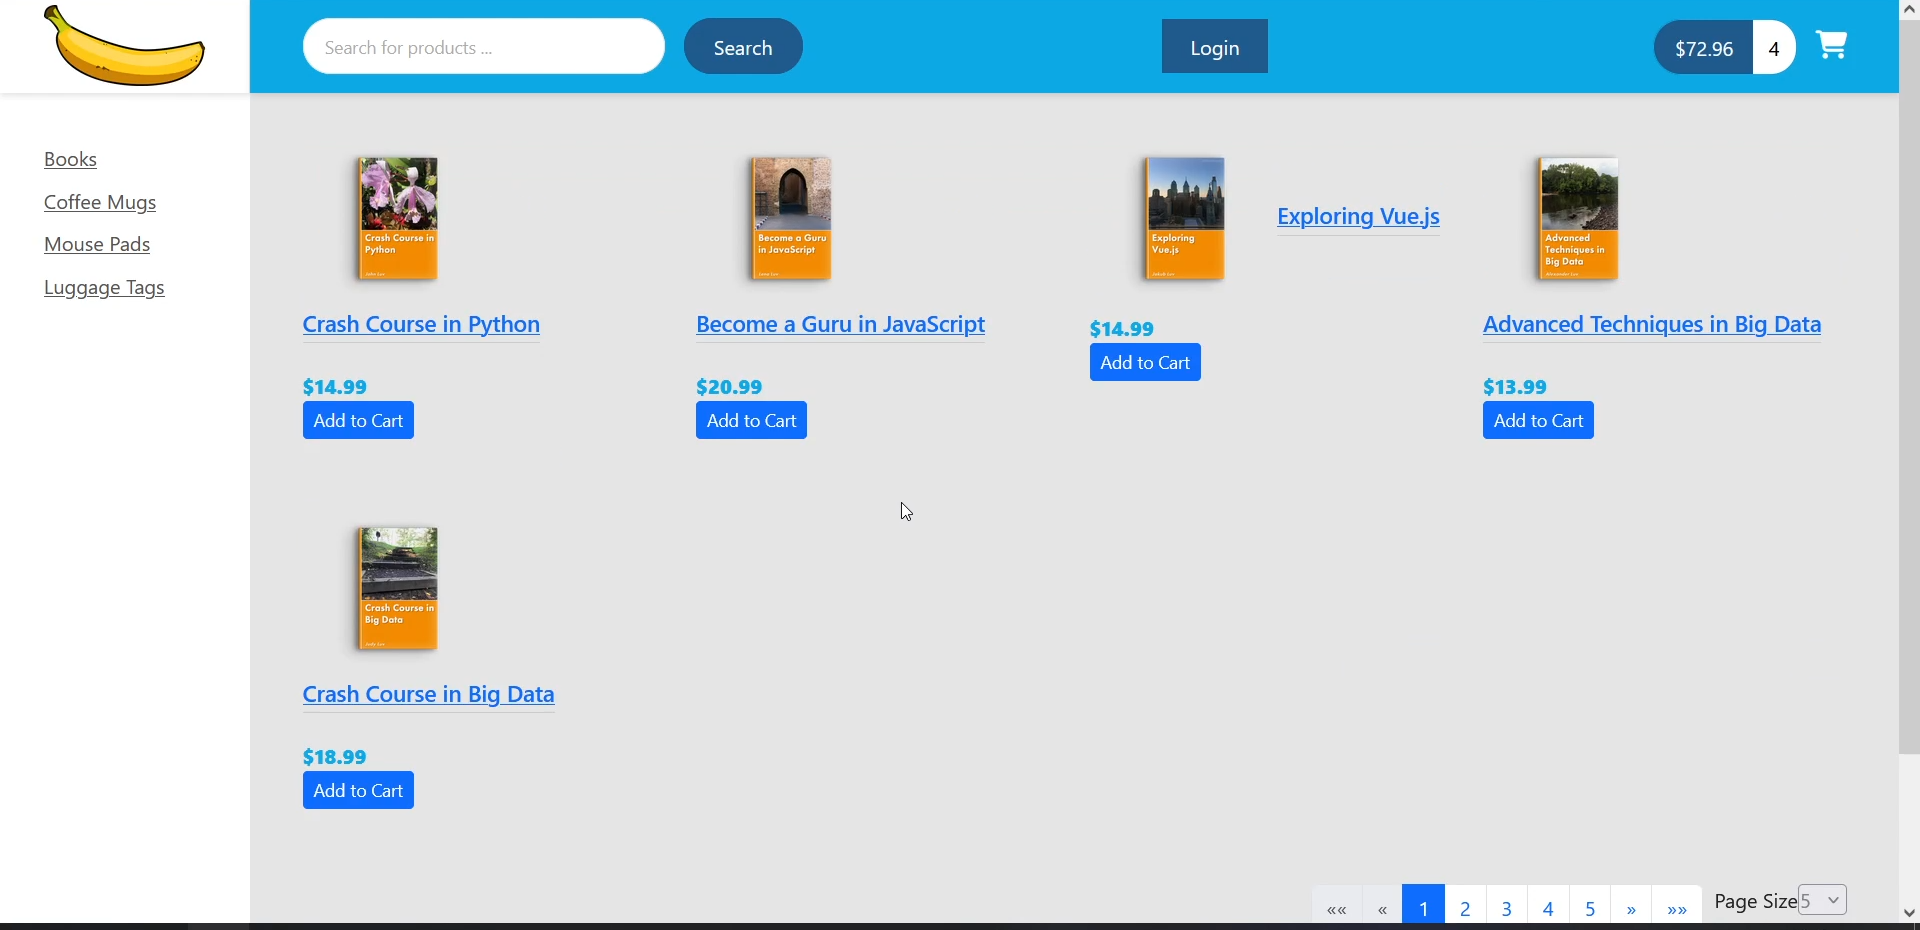 Search for products ...
Search
Login
$72.96
4
Books
Coffee Mugs
Mouse Pads
Luggage Tags
Crash Course in
Python
Crash Course in Python
$14.99
Add to Cart
Become a Guru
in JavaScript
Become a Guru in JavaScript
$20.99
Add to Cart
Exploring
Vue.js
Exploring Vue.js
$14.99
Add to Cart
Advanced
Techniques in
Big Data
Advanced Techniques in Big Data
$13.99
Add to Cart
Crash Course in
Big Data
Crash Course in Big Data
$18.99
Add to Cart
«« « 1 2 3 4 5 » »»
Page Size 5